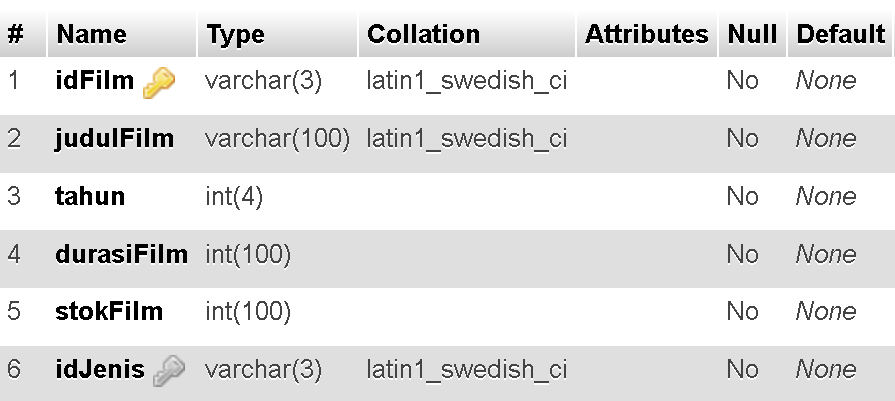 # Name Type Collation Attributes Null Default
1 idFilm varchar(3) latin1_swedish_ci No None
2 judulFilm varchar(100) latin1_swedish_ci No None
3 tahun int(4) No None
4 durasiFilm int(100) No None
5 stokFilm int(100) No None
6 idJenis varchar(3) latin1_swedish_ci No None